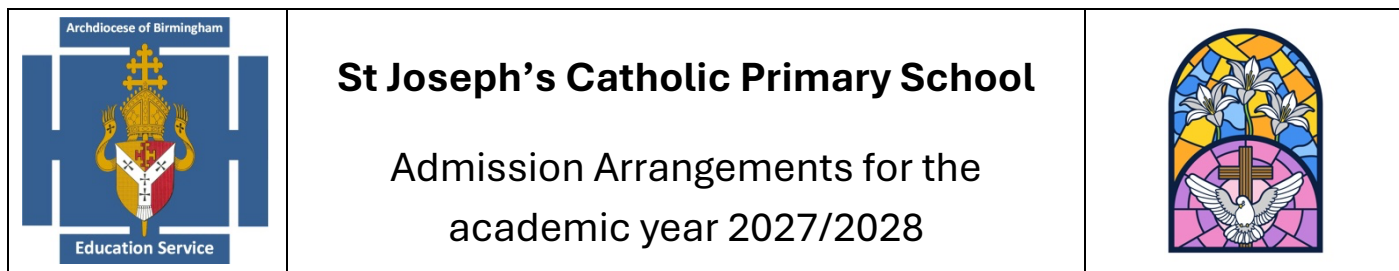 Archdiocese of Birmingham
Education Service
St Joseph’s Catholic Primary School
Admission Arrangements for the
academic year 2027/2028